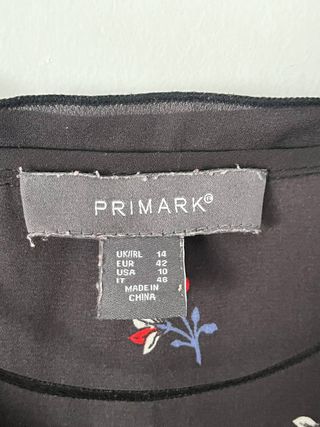 PRIMARK®
UK/IRL 14
EUR 42
USA 10
IT 46
MADE IN
CHINA